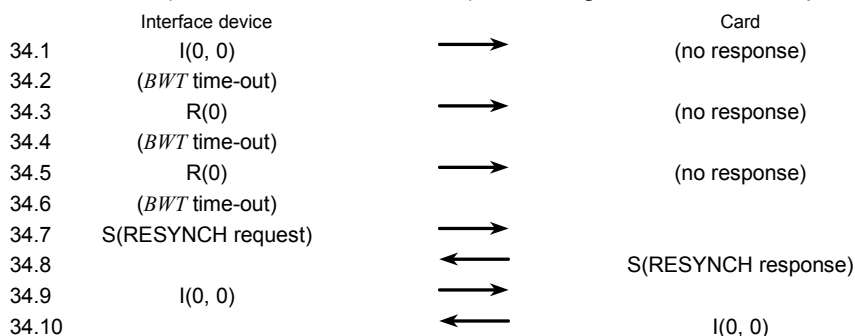 Interface device Card
34.1 I(0, 0) (no response)
34.2 (BWT time-out)
34.3 R(0) (no response)
34.4 (BWT time-out)
34.5 R(0) (no response)
34.6 (BWT time-out)
34.7 S(RESYNCH request)
34.8 S(RESYNCH response)
34.9 I(0, 0)
34.10 I(0, 0)